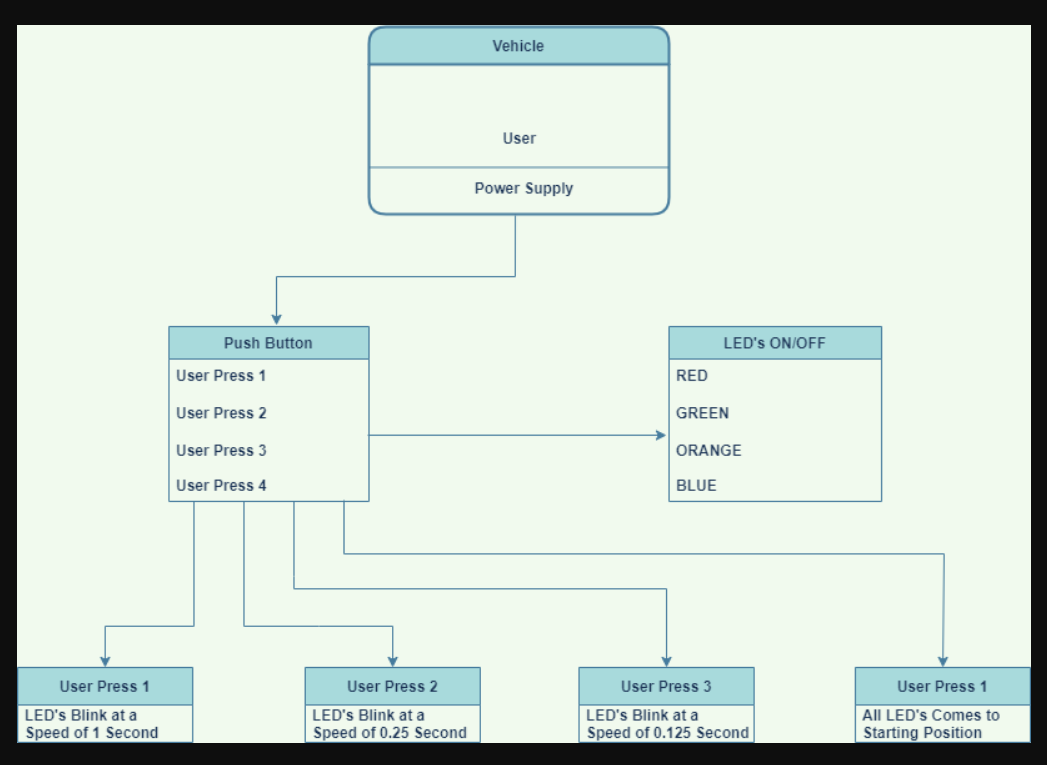 Vehicle
User
Power Supply
Push Button
User Press 1
User Press 2
User Press 3
User Press 4
LED's ON/OFF
RED
GREEN
ORANGE
BLUE
User Press 1
LED's Blink at a
Speed of 1 Second
User Press 2
LED's Blink at a
Speed of 0.25 Second
User Press 3
LED's Blink at a
Speed of 0.125 Second
User Press 1
All LED's Comes to
Starting Position